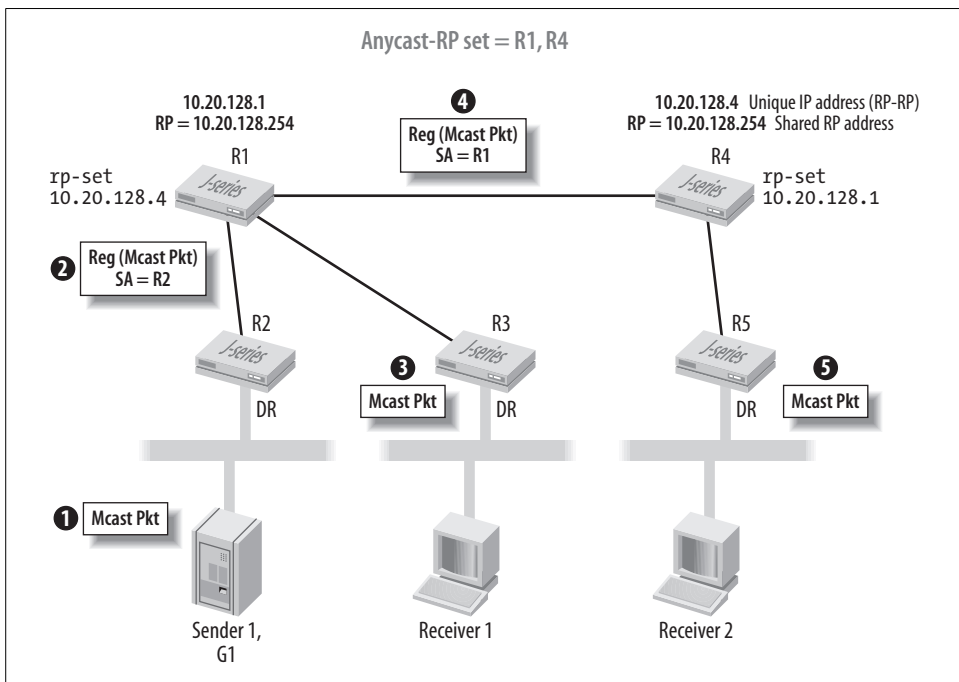 Anycast-RP set = R1, R4
10.20.128.1
RP = 10.20.128.254
4
10.20.128.4 Unique IP address (RP-RP)
RP = 10.20.128.254 Shared RP address
Reg (Mcast Pkt)
SA = R1
R1
R4
rp-set
10.20.128.4
J-series
J-series
rp-set
10.20.128.1
2
Reg (Mcast Pkt)
SA = R2
R2
R3
R5
J-series
J-series
J-series
3
Mcast Pkt
5
Mcast Pkt
DR
DR
DR
1
Mcast Pkt
Sender 1,
G1
Receiver 1
Receiver 2